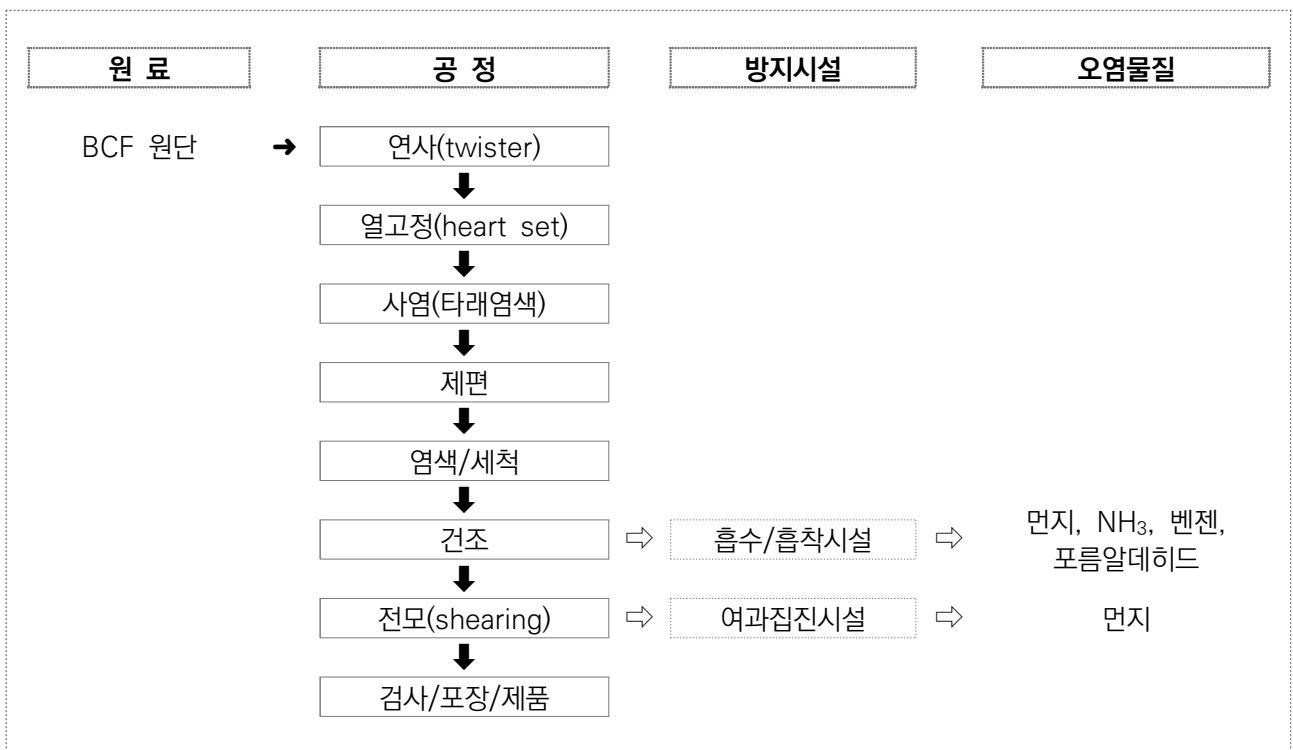 원 료 공 정 방지시설 오염물질
BCF 원단 ➜ 연사(twister)
열고정(heart set)
사염(타래염색)
제편
염색/세척
건조 ⇨ 흡수/흡착시설 ⇨ 먼지, NH₃, 벤젠,
포름알데히드
전모(shearing) ⇨ 여과집진시설 ⇨ 먼지
검사/포장/제품